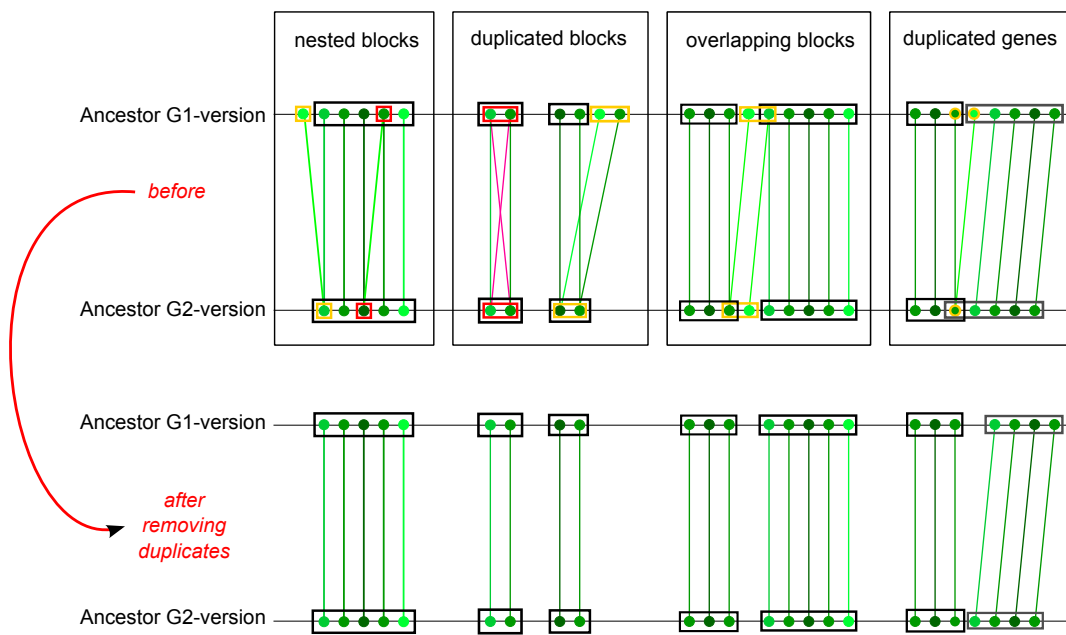 nested blocks
duplicated blocks
overlapping blocks
duplicated genes
Ancestor G1-version
before
Ancestor G2-version
Ancestor G1-version
after
removing
duplicates
Ancestor G2-version